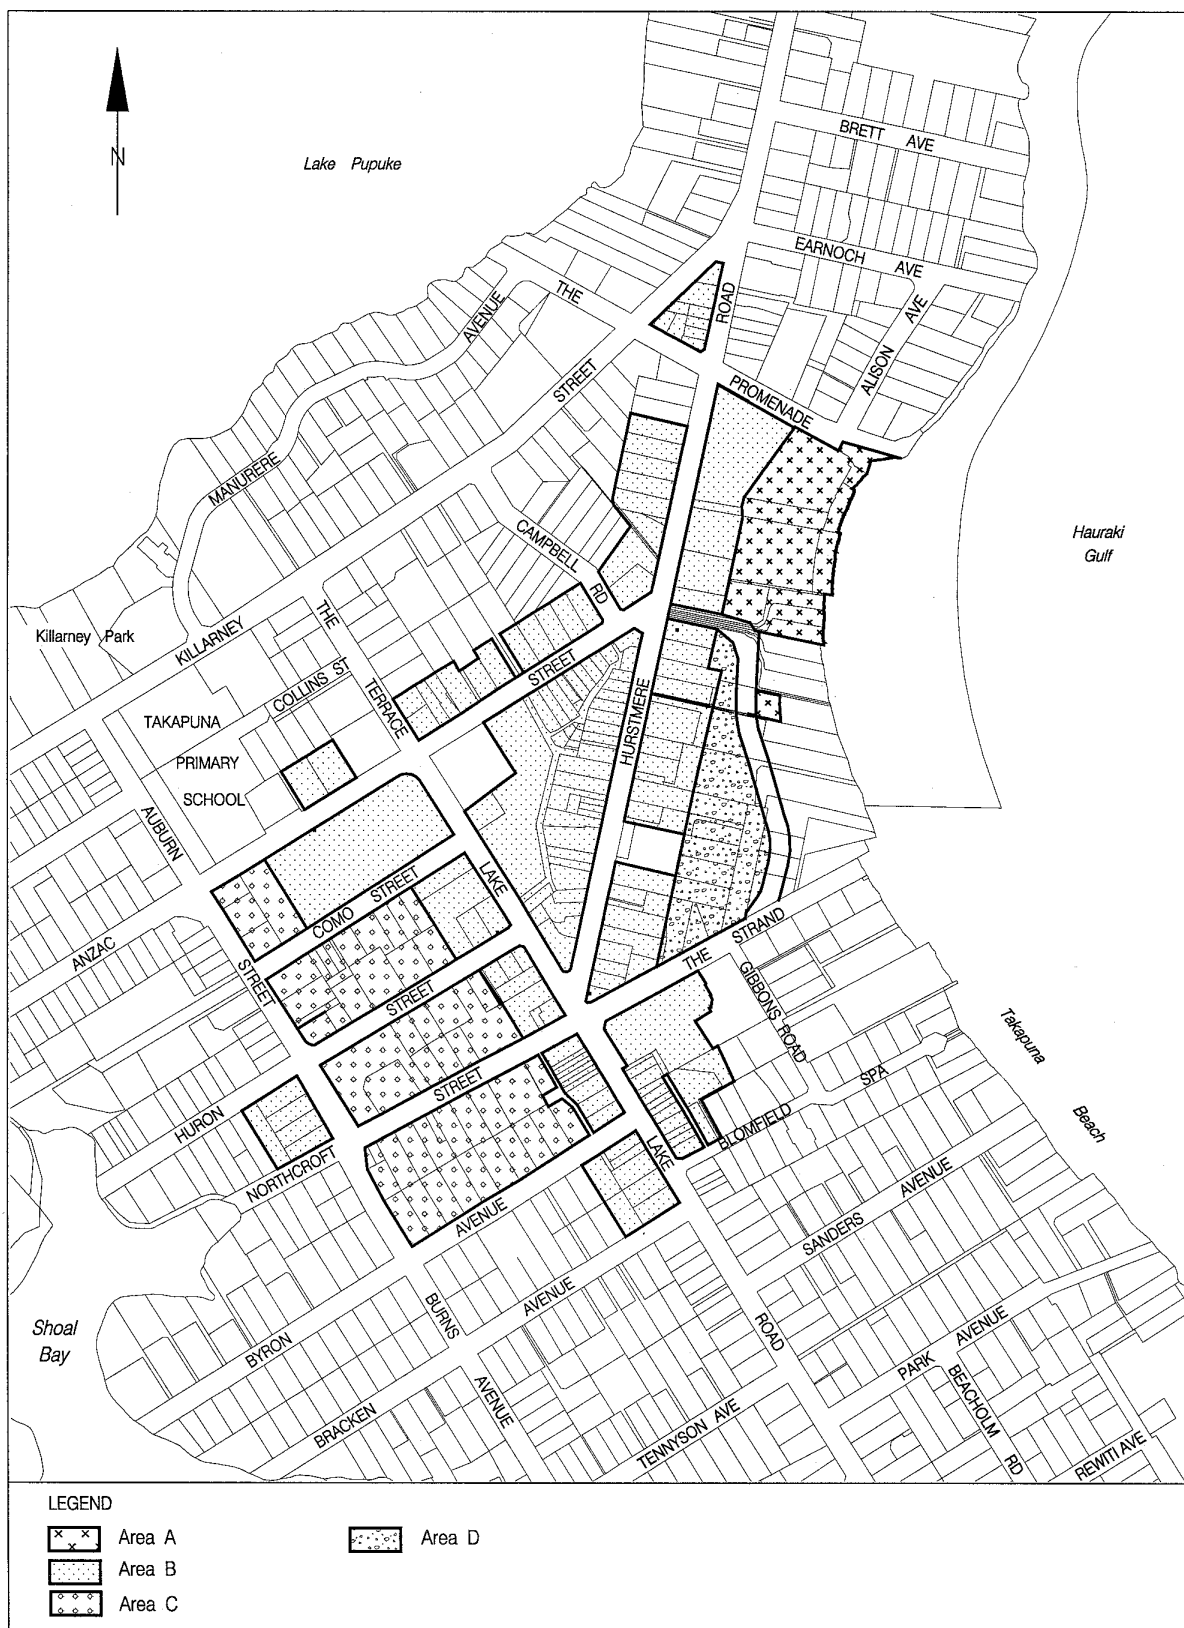 BRETT AVE
Lake Pupuke
N
EARNOCH AVE
THE
AVENUE
ROAD
ALISON AVE
STREET
PROMENADE
MANURERE
Hauraki
Gulf
CAMPBELL
RD
THE
Killarney Park
KILLARNEY
STREET
COLLINS ST
TERRACE
TAKAPUNA
HURSTMERE
PRIMARY
SCHOOL
AUBURN
LAKE
COMO STREET
ANZAC
STREET
THE STRAND
STREET
GIBBONS ROAD
Takapuna
STREET
SPA
HURON
BLOMFIELD
Beach
LAKE
NORTHCROFT
AVENUE
AVENUE
SANDERS
AVENUE
BURNS
Shoal
Bay
ROAD
BYRON
AVENUE
PARK
AVENUE
BEACHOLM
BRACKEN
TENNYSON AVE
RD
REWITI AVE
LEGEND
Area A
Area D
Area B
Area C